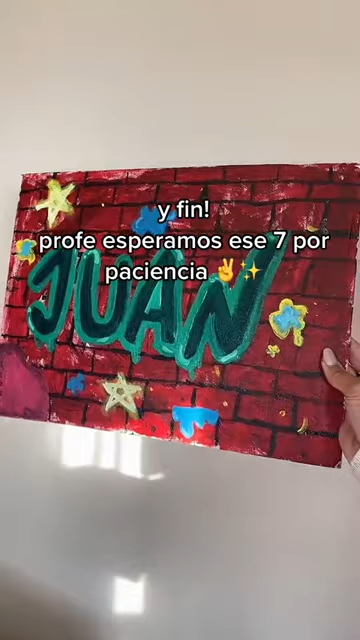 y fin!
profe esperamos ese 7 por
paciencia ✌️✨
JUAN